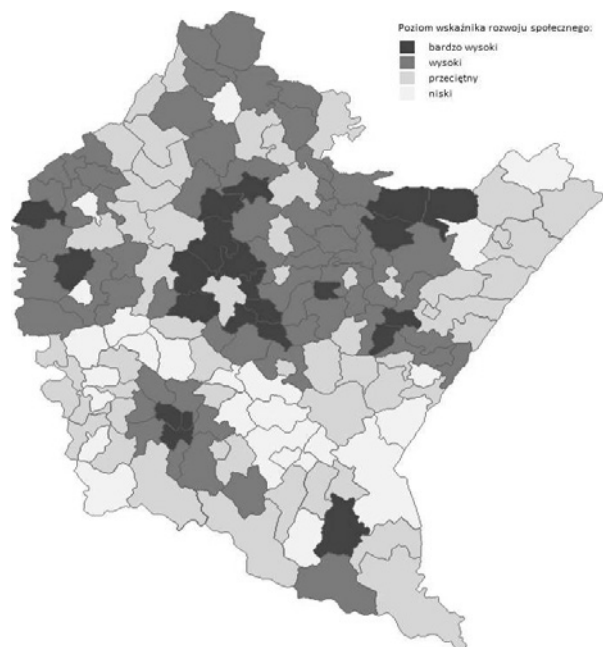 Poziom wskaźnika rozwoju społecznego:
bardzo wysoki
wysoki
przeciętny
niski